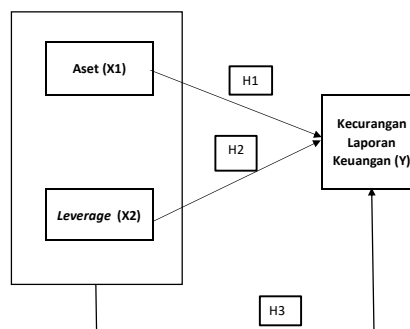 Aset (X1)
H1
Kecurangan
Laporan
Keuangan (Y)
H2
Leverage (X2)
H3